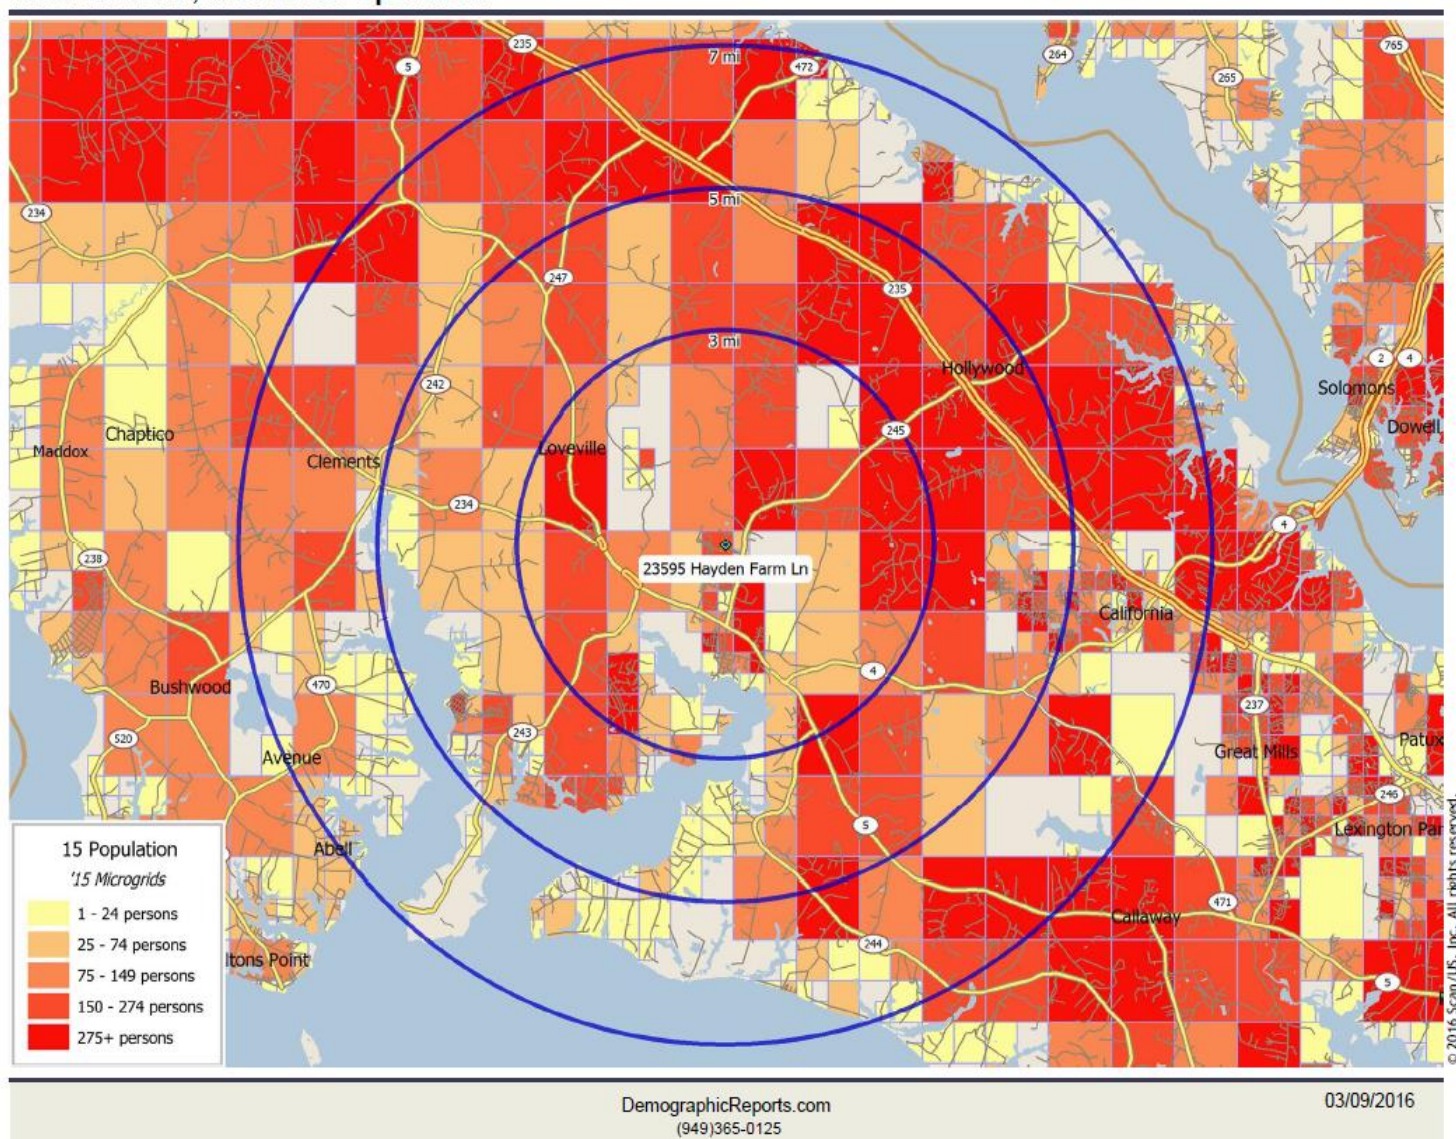 235
7 mi
472
264
765
5
265
5 mi
234
247
235
3 mi
2
4
Hollywood
242
Solomons
245
Dowell
Chaptico
Maddox
Loveville
Clements
234
4
238
23595 Hayden Farm Ln
California
4
Bushwood
470
237
243
520
Great Mills
Patux
Avenue
246
5
Lexington Par
Abell
471
Callaway
244
ltons Point
5
15 Population
'15 Microgrids
1 - 24 persons
25 - 74 persons
75 - 149 persons
150 - 274 persons
275+ persons
© 2016 Scan/US, Inc. All rights reserved.
DemographicReports.com
03/09/2016
(949)365-0125